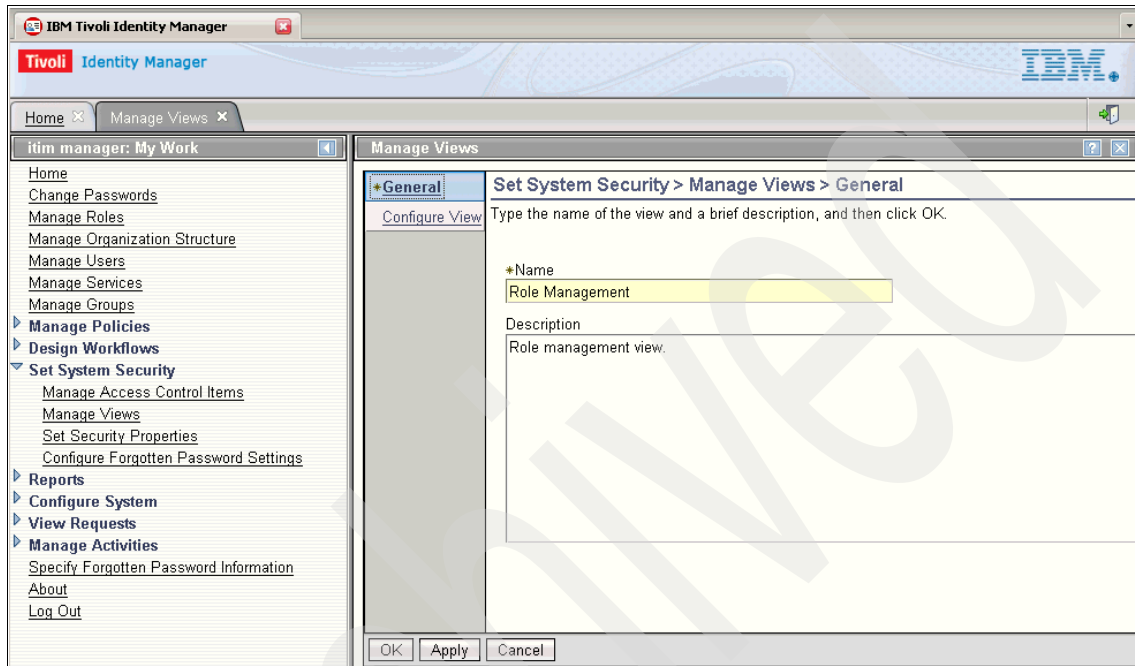 IBM Tivoli Identity Manager
Tivoli Identity Manager
IBM.
Home
Manage Views
itim manager: My Work
Home
Change Passwords
Manage Roles
Manage Organization Structure
Manage Users
Manage Services
Manage Groups
Manage Policies
Design Workflows
Set System Security
Manage Access Control Items
Manage Views
Set Security Properties
Configure Forgotten Password Settings
Reports
Configure System
View Requests
Manage Activities
Specify Forgotten Password Information
About
Log Out
Manage Views
*General
Configure View
Set System Security > Manage Views > General
Type the name of the view and a brief description, and then click OK.
*Name
Role Management
Description
Role management view.
OK Apply Cancel